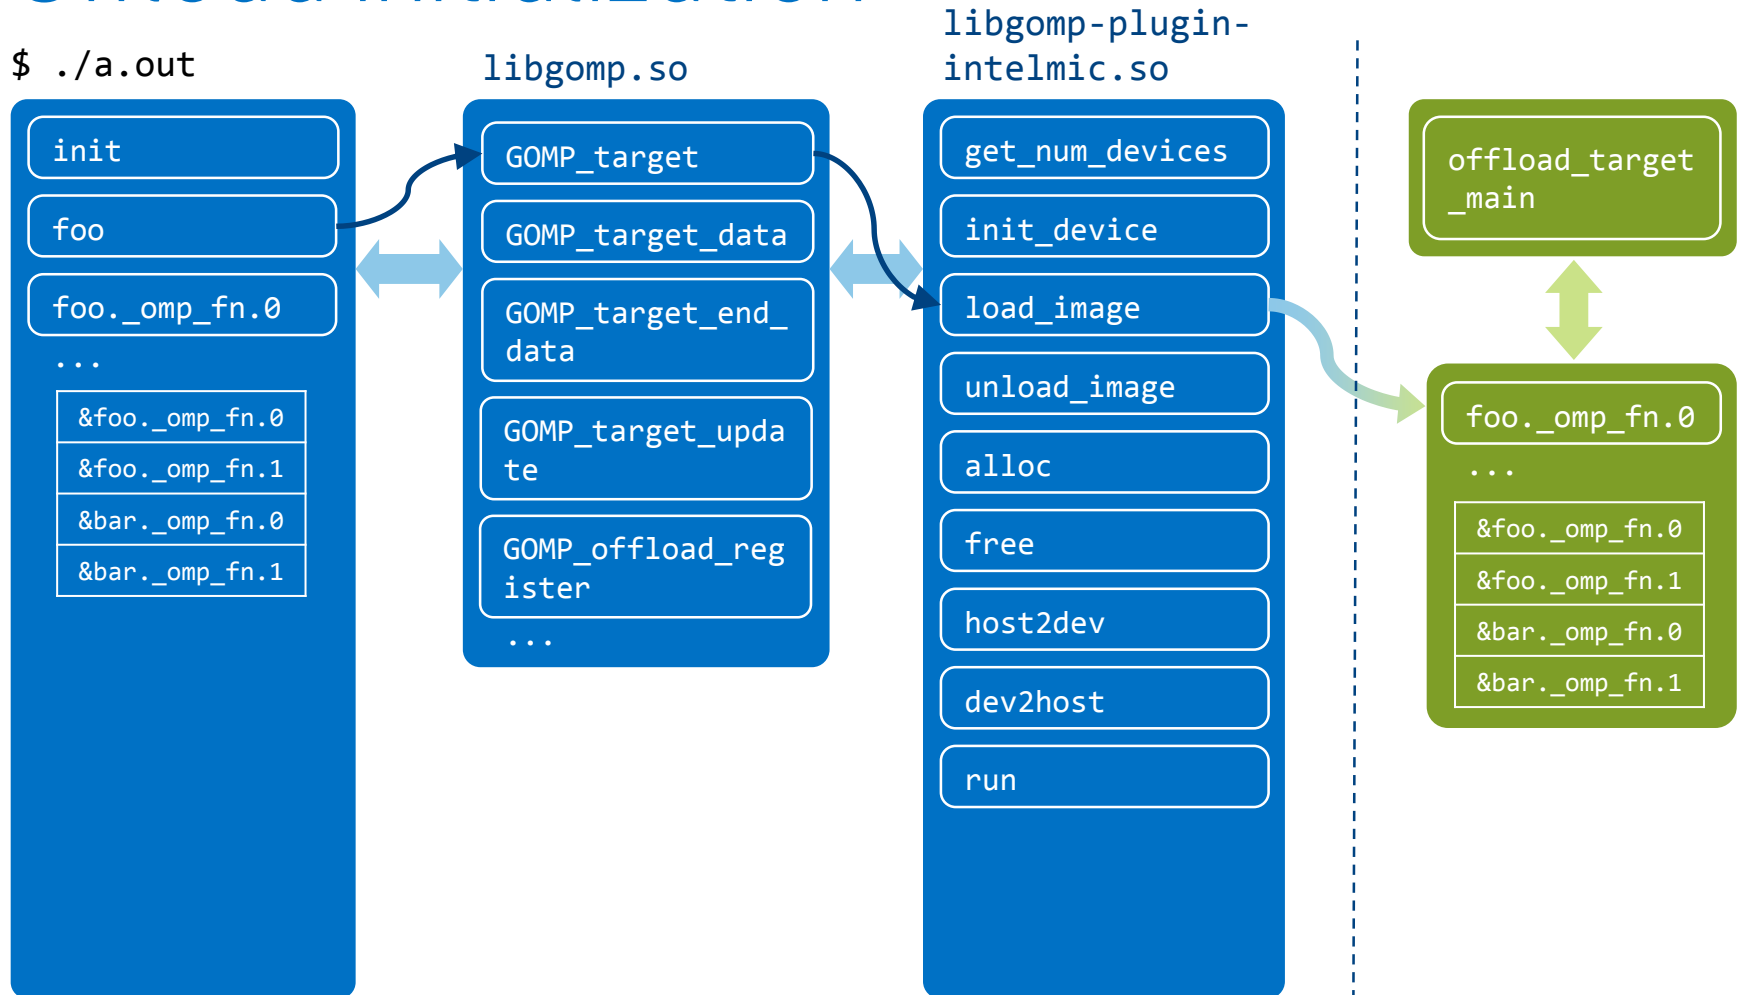 $ ./a.out
init
foo
foo._omp_fn.0
...
&foo._omp_fn.0
&foo._omp_fn.1
&bar._omp_fn.0
&bar._omp_fn.1
libgomp.so
GOMP_target
GOMP_target_data
GOMP_target_end_
data
GOMP_target_upda
te
GOMP_offload_reg
ister
...
libgomp-plugin-
intelmic.so
get_num_devices
init_device
load_image
unload_image
alloc
free
host2dev
dev2host
run
offload_target
_main
foo._omp_fn.0
...
&foo._omp_fn.0
&foo._omp_fn.1
&bar._omp_fn.0
&bar._omp_fn.1